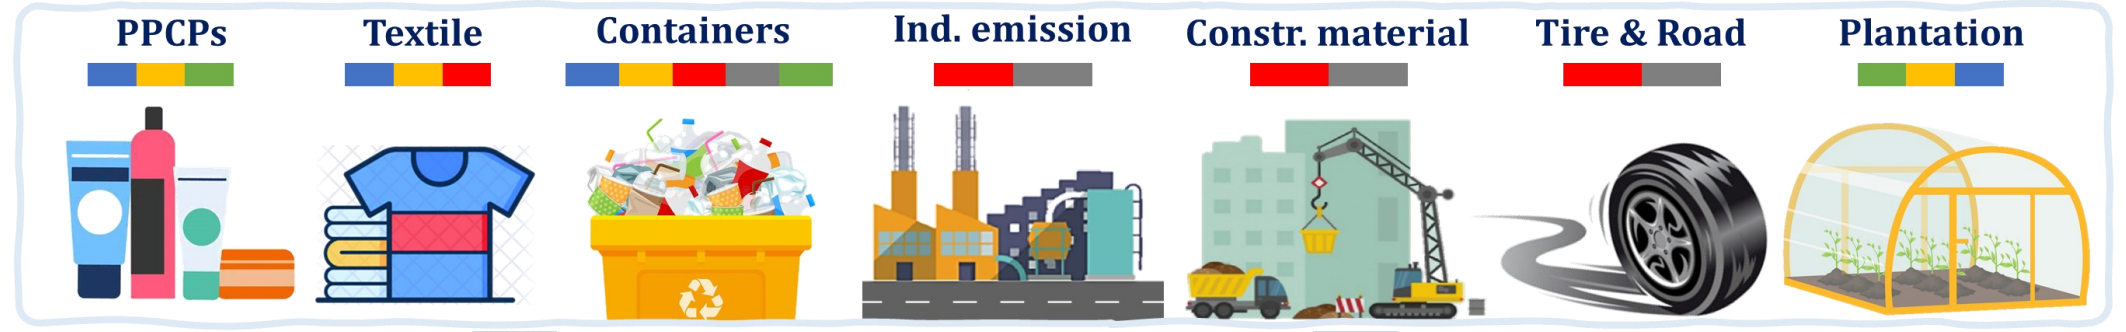 PPCPs
Textile
Containers
Ind. emission
Constr. material
Tire & Road
Plantation